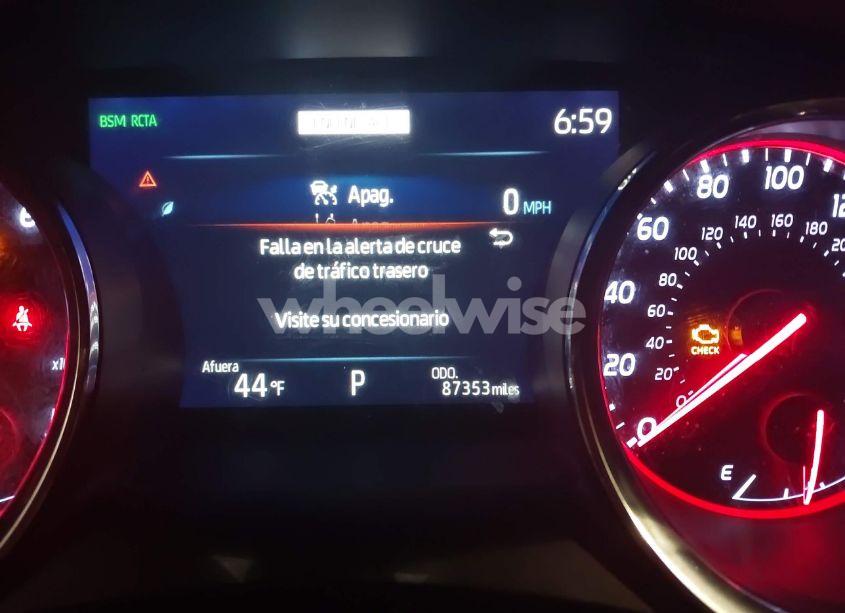 BSM RCTA
6:59
Apag.
0 MPH
Falla en la alerta de cruce
de tráfico trasero
Visite su concesionario
wheelwise
Afuera
44°F
P
ODO.
87353 miles
0
20
40
60
80
100
0
20
40
60
80
100
120
140
160
180
CHECK
E